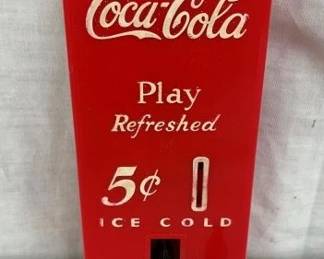 Coca-Cola
Play
Refreshed
5¢
ICE COLD